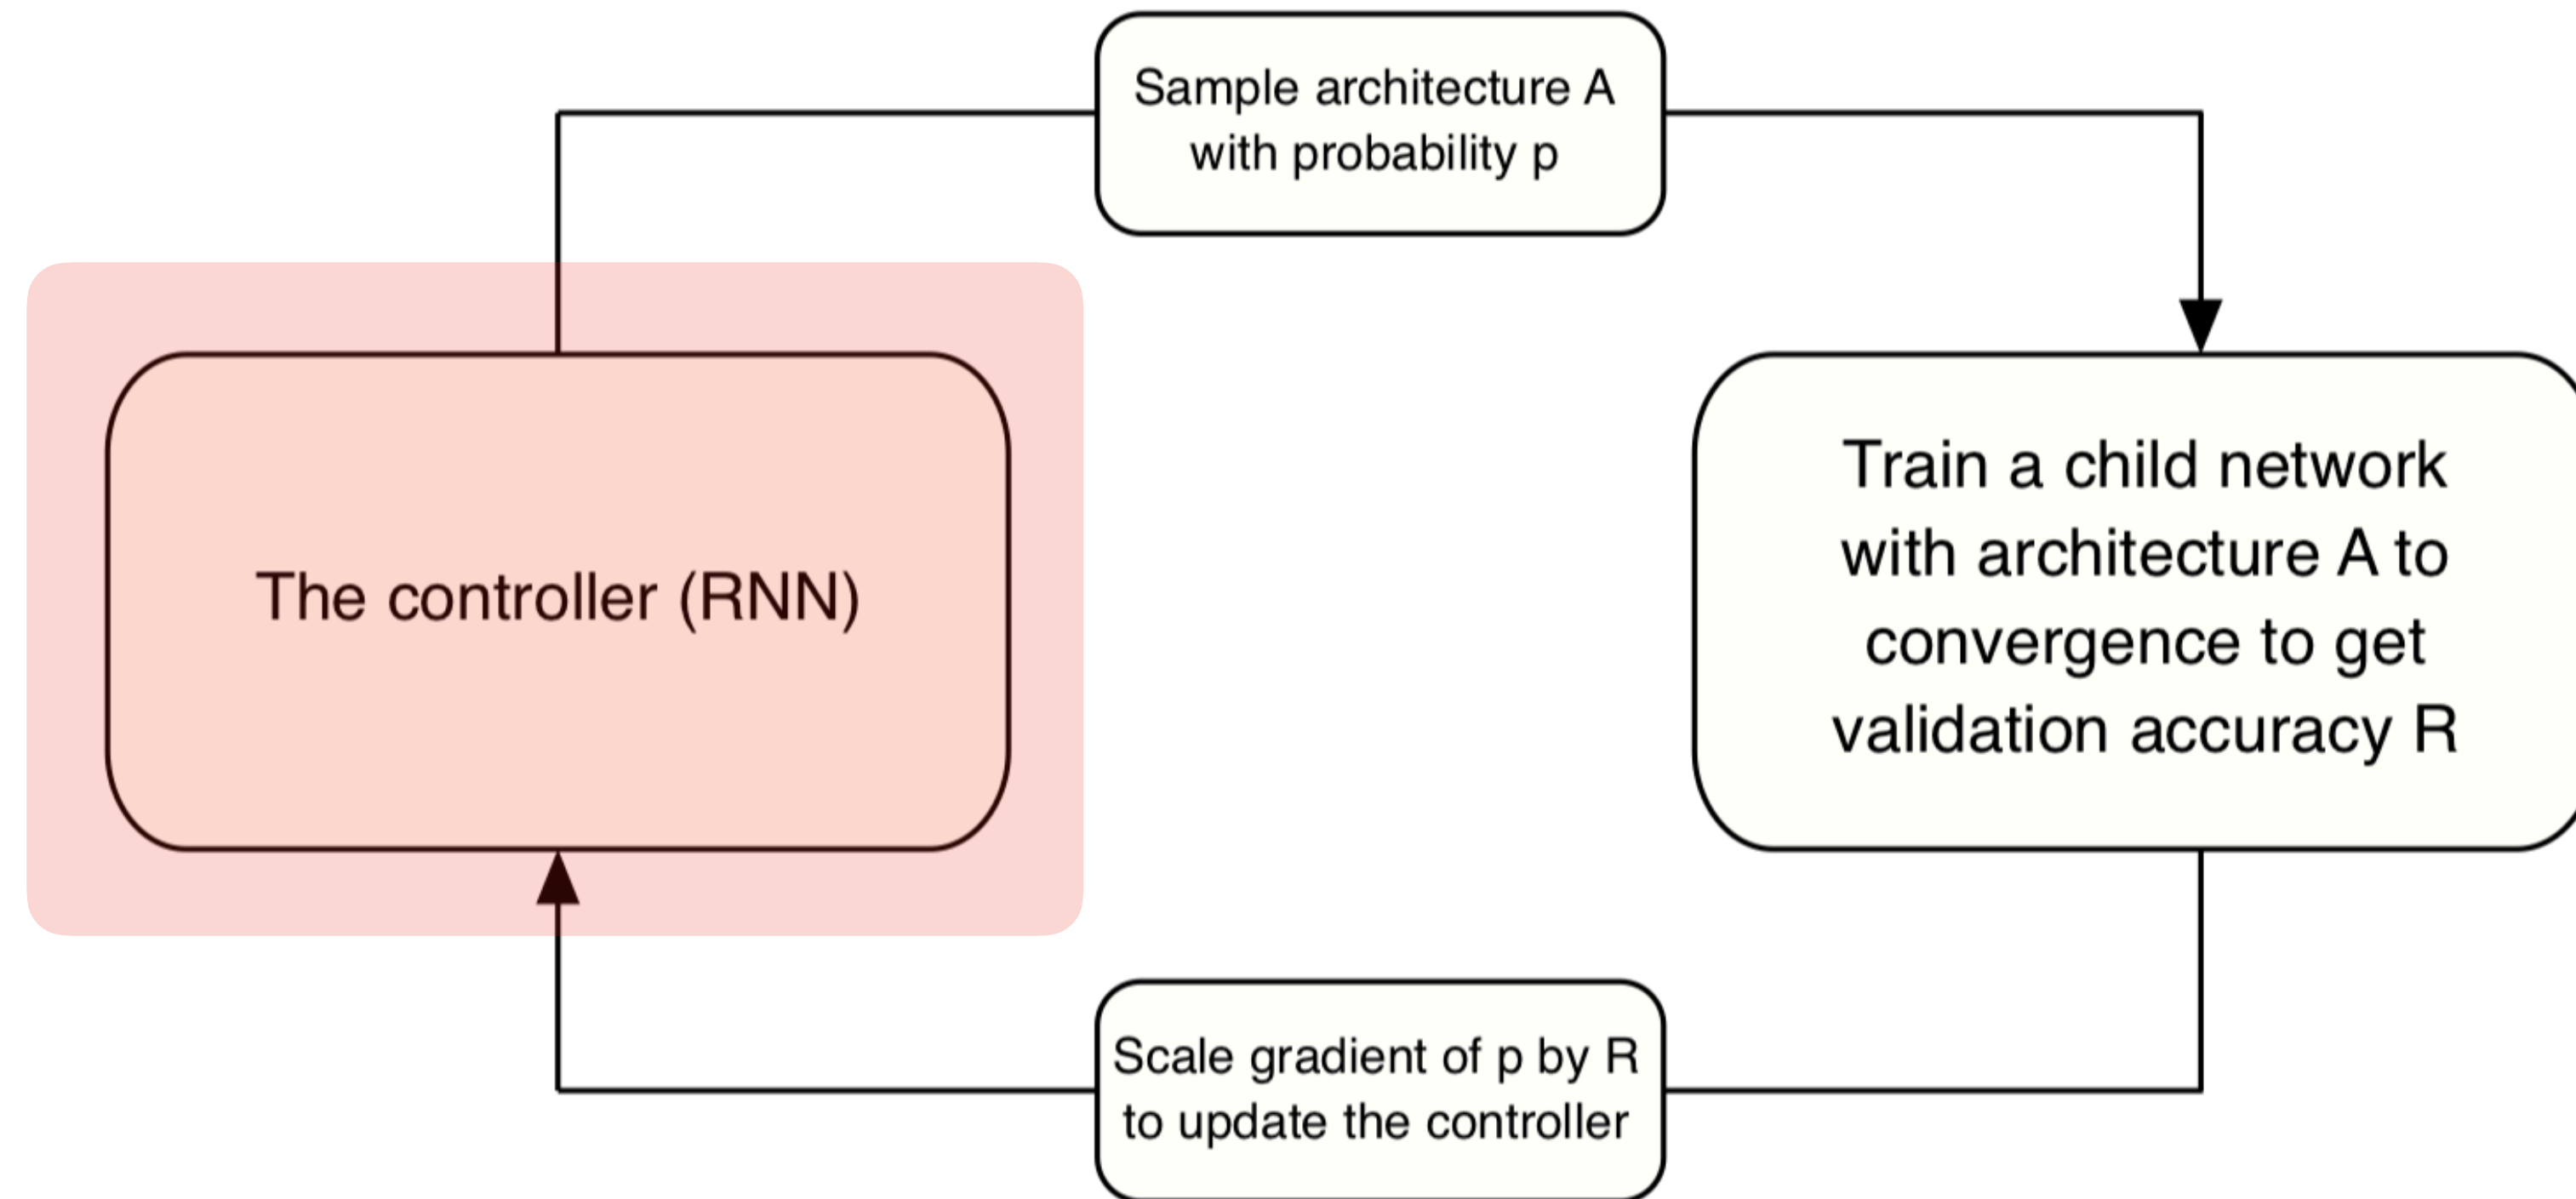 Sample architecture A
with probability p
The controller (RNN)
Train a child network
with architecture A to
convergence to get
validation accuracy R
Scale gradient of p by R
to update the controller